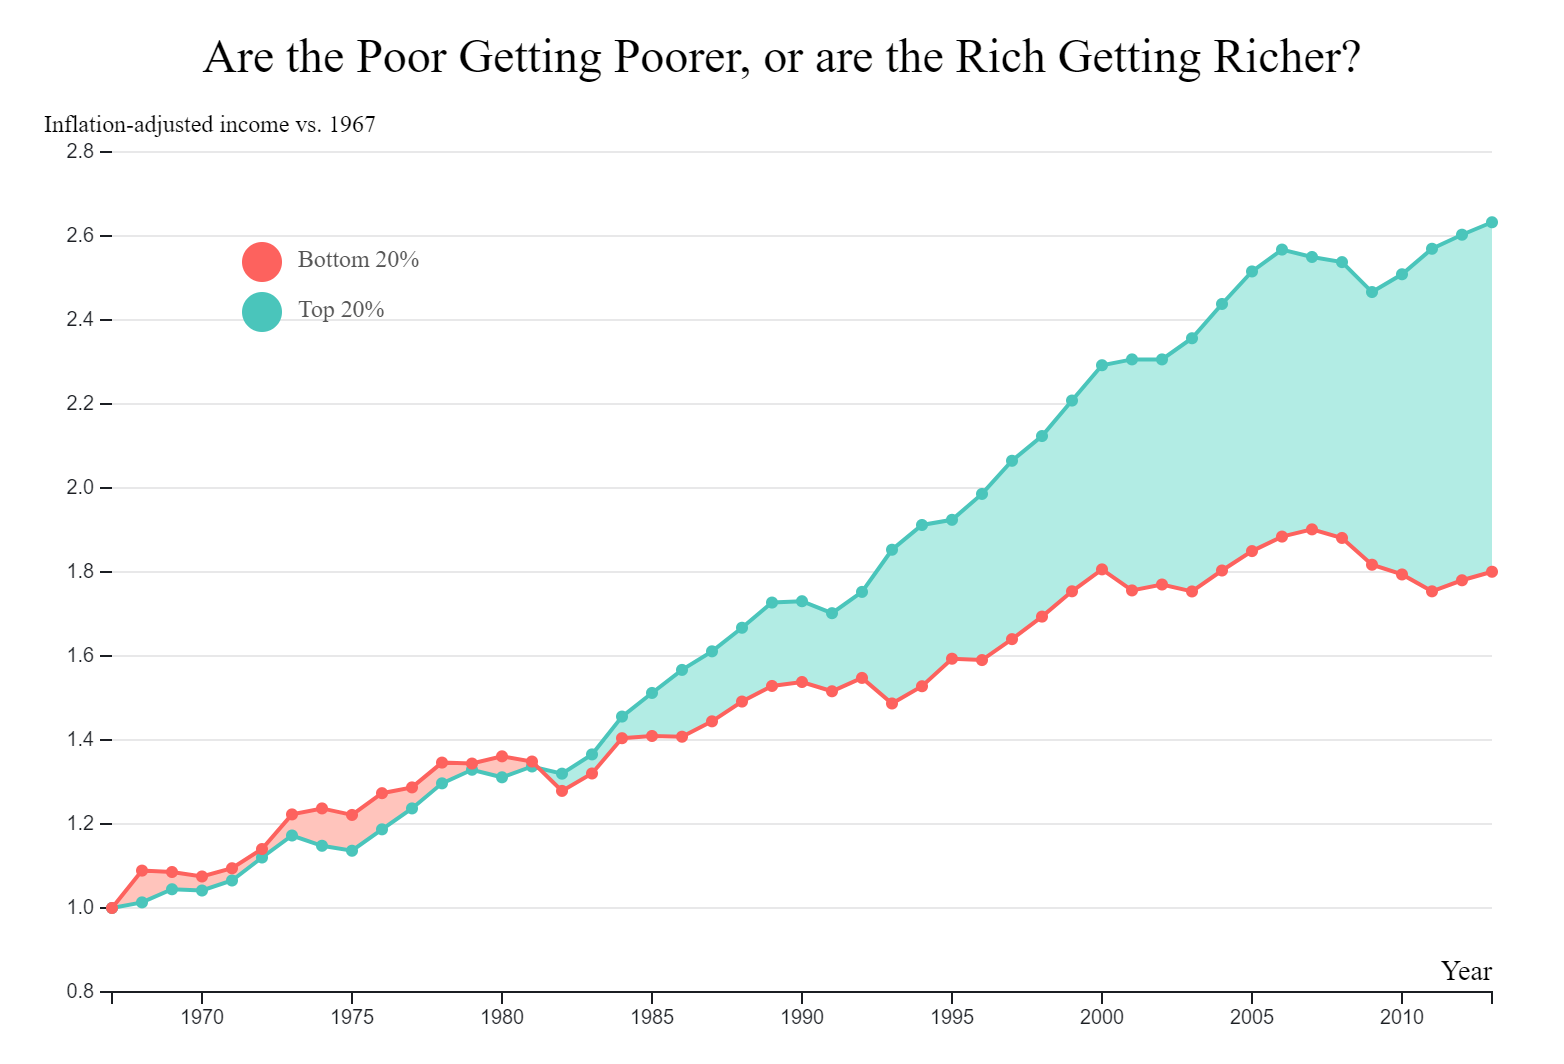 Are the Poor Getting Poorer, or are the Rich Getting Richer?
Inflation-adjusted income vs. 1967
2.8
2.6
Bottom 20%
Top 20%
2.4
2.2
2.0
1.8
1.6
1.4
1.2
1.0
Year
0.8
1970 1975 1980 1985 1990 1995 2000 2005 2010